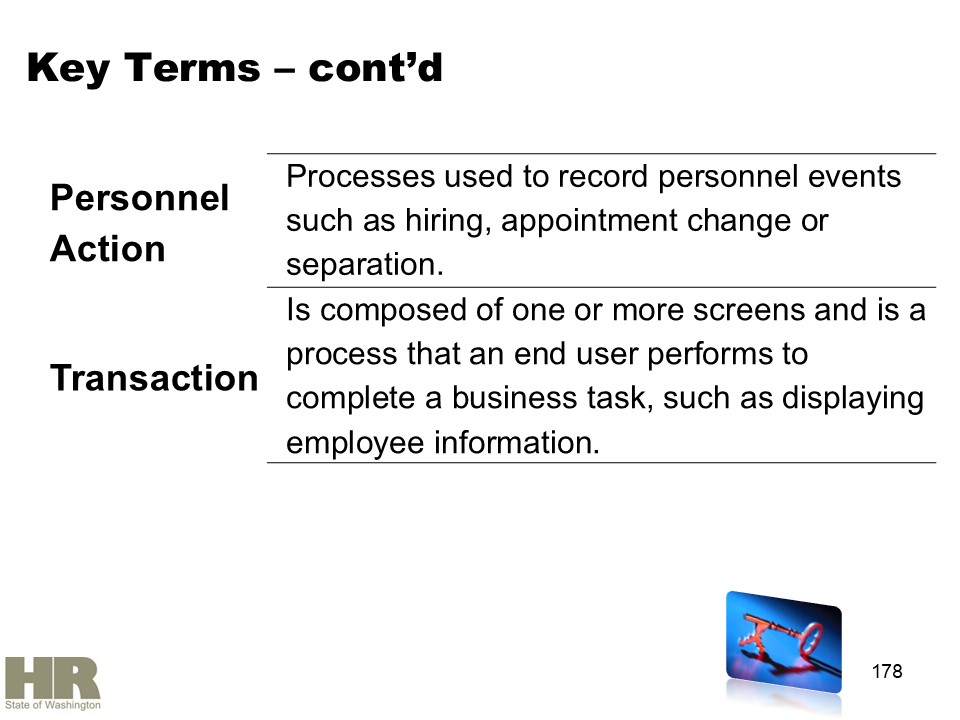 Key Terms – cont’d
Personnel
Action
Processes used to record personnel events
such as hiring, appointment change or
separation.
Transaction
Is composed of one or more screens and is a
process that an end user performs to
complete a business task, such as displaying
employee information.
HR
State of Washington
178